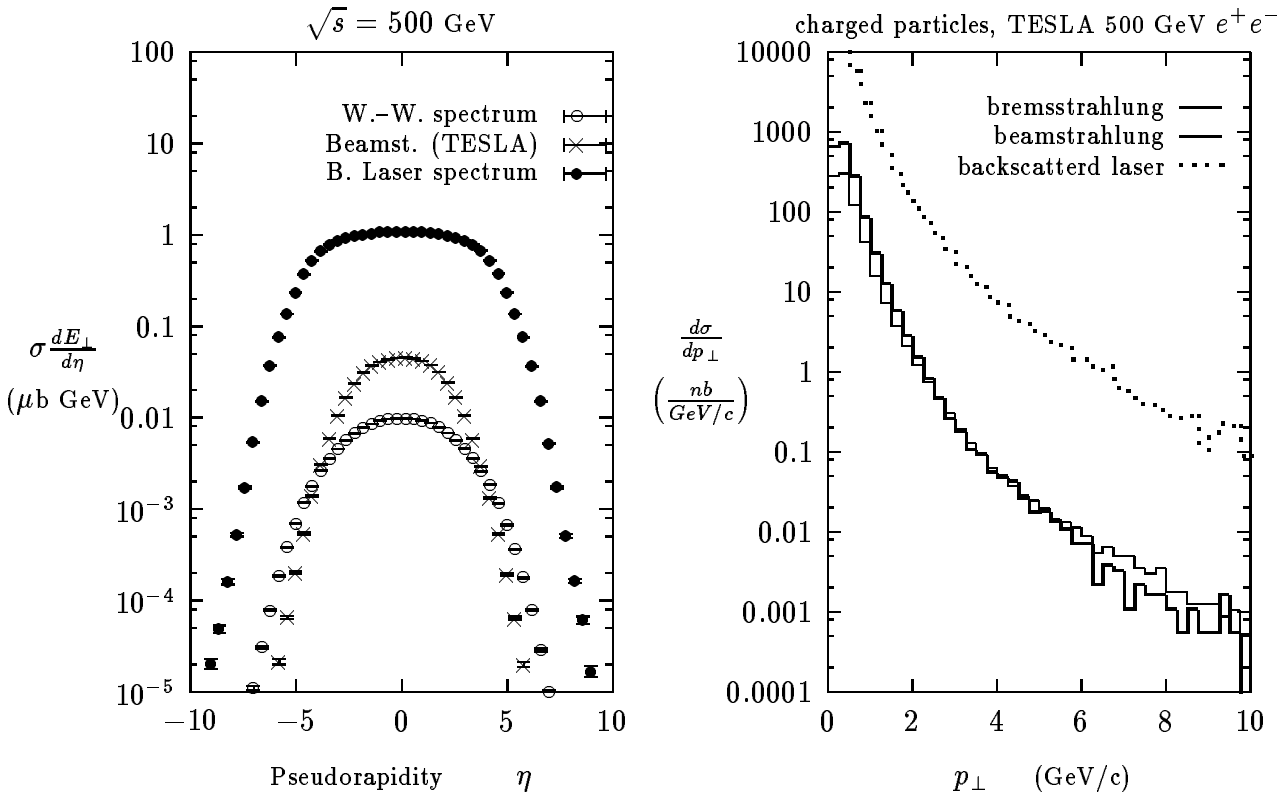 √s = 500 GeV
100
10
1
0.1
0.01
10⁻³
10⁻⁴
10⁻⁵
σ dE⊥/dη
(μb GeV)
W.–W. spectrum
Beamst. (TESLA)
B. Laser spectrum
−10 −5 0 5 10
Pseudorapidity η
charged particles, TESLA 500 GeV e⁺e⁻
10000
1000
100
10
1
0.1
0.01
0.001
0.0001
dσ/dp⊥
(nb/GeV/c)
bremsstrahlung
beamstrahlung
backscatterd laser
0 2 4 6 8 10
p⊥ (GeV/c)